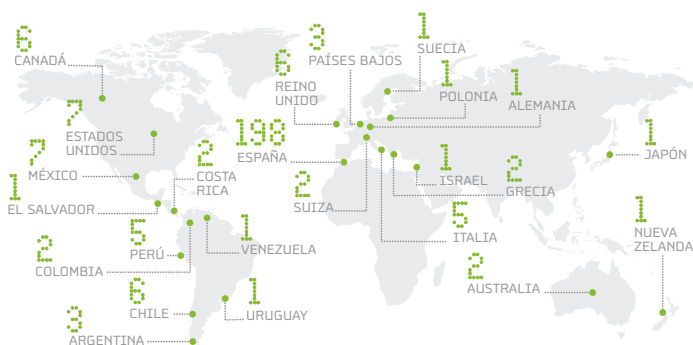 6
CANADÁ
7
ESTADOS
UNIDOS
7
MÉXICO
1
EL SALVADOR
2
COSTA
RICA
2
COLOMBIA
5
PERÚ
1
VENEZUELA
6
CHILE
1
URUGUAY
3
ARGENTINA
6
REINO
UNIDO
3
PAÍSES BAJOS
1
SUECIA
1
POLONIA
1
ALEMANIA
198
ESPAÑA
2
SUIZA
1
ISRAEL
2
GRECIA
5
ITALIA
1
JAPÓN
2
AUSTRALIA
1
NUEVA
ZELANDA